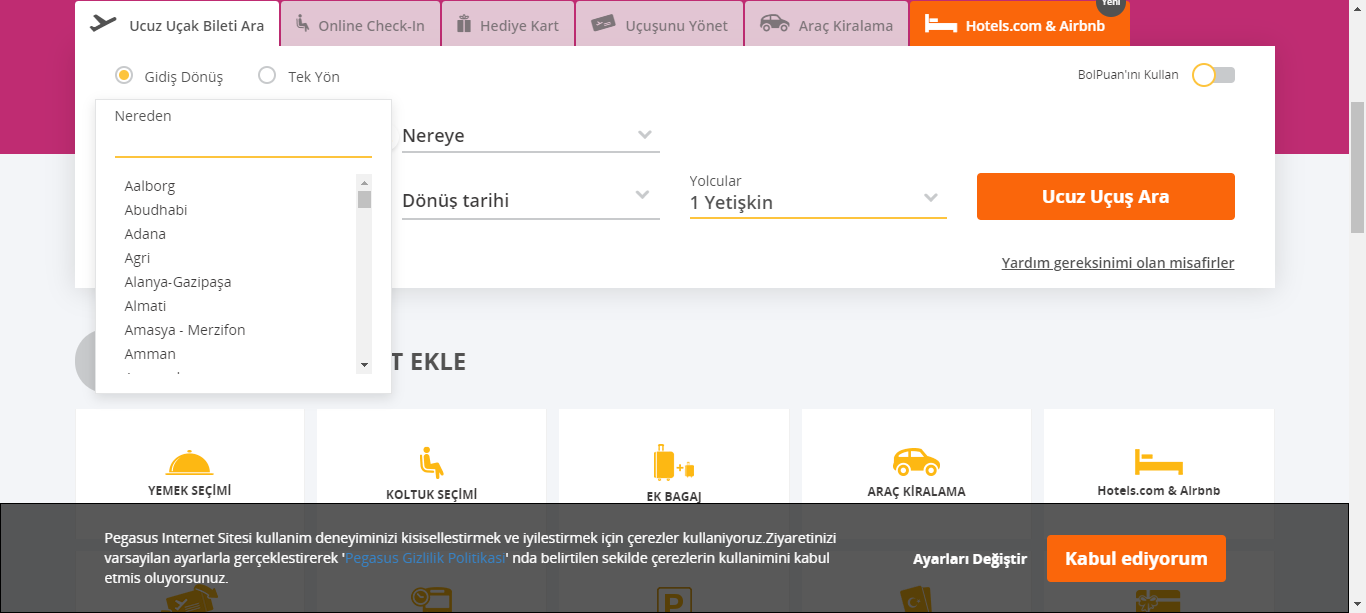 Yeni
Ucuz Uçak Bileti Ara
Online Check-In
Hediye Kart
Uçuşunu Yönet
Araç Kiralama
Hotels.com & Airbnb
Gidiş Dönüş
Tek Yön
BolPuan'ını Kullan
Nereden
Nereye
Aalborg
Abudhabi
Adana
Agri
Alanya-Gazipaşa
Almati
Amasya - Merzifon
Amman
Dönüş tarihi
Yolcular
1 Yetişkin
Ucuz Uçuş Ara
Yardım gereksinimi olan misafirler
T EKLE
YEMEK SEÇİMİ
KOLTUK SEÇİMİ
EK BAGAJ
ARAÇ KİRALAMA
Hotels.com & Airbnb
Pegasus Internet Sitesi kullanim deneyiminizi kisisellestirmek ve iyilestirmek için çerezler kullaniyoruz.Ziyaretinizi
varsayilan ayarlarla gerçeklestirerek 'Pegasus Gizlilik Politikasi' nda belirtilen sekilde çerezlerin kullanimini kabul
etmis oluyorsunuz.
Ayarları Değiştir
Kabul ediyorum